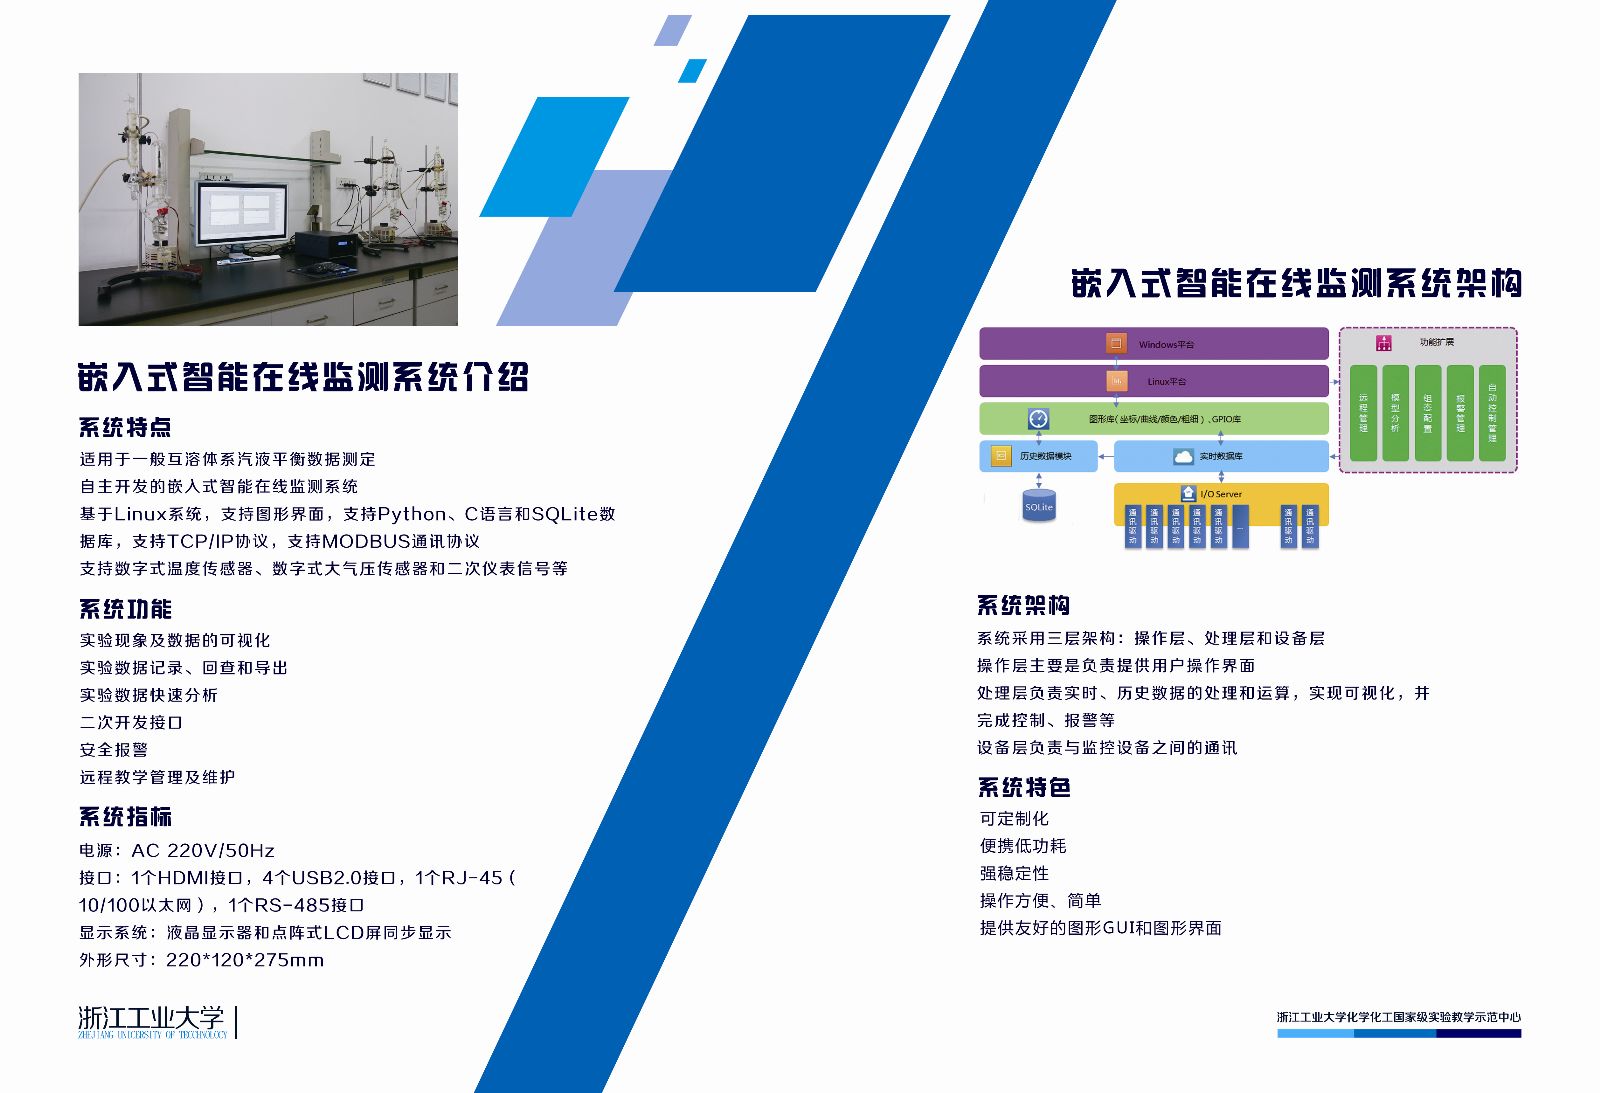 嵌入式智能在线监测系统介绍
系统特点
适用于一般互溶体系汽液平衡数据测定
自主开发的嵌入式智能在线监测系统
基于Linux系统，支持图形界面，支持Python、C语言和SQLite数
据库，支持TCP/IP协议，支持MODBUS通讯协议
支持数字式温度传感器、数字式大气压传感器和二次仪表信号等
系统功能
实验现象及数据的可视化
实验数据记录、回查和导出
实验数据快速分析
二次开发接口
安全报警
远程教学管理及维护
系统指标
电源：AC 220V/50Hz
接口：1个HDMI接口，4个USB2.0接口，1个RJ-45（
10/100以太网），1个RS-485接口
显示系统：液晶显示器和点阵式LCD屏同步显示
外形尺寸：220*120*275mm
浙江工业大学
ZHEJIANG UNIVERSITY OF TECHNOLOGY
嵌入式智能在线监测系统架构
Windows平台
Linux平台
图形库（坐标/曲线/颜色/粗细）、GPIO库
历史数据模块
实时数据库
SQLite
I/O Server
通讯驱动
通讯驱动
通讯驱动
通讯驱动
通讯驱动
...
通讯驱动
通讯驱动
功能扩展
远程管理
模型分析
组态配置
报警管理
自动控制管理
系统架构
系统采用三层架构：操作层、处理层和设备层
操作层主要是负责提供用户操作界面
处理层负责实时、历史数据的处理和运算，实现可视化，并
完成控制、报警等
设备层负责与监控设备之间的通讯
系统特色
可定制化
便携低功耗
强稳定性
操作方便、简单
提供友好的图形GUI和图形界面
浙江工业大学化学化工国家级实验教学示范中心